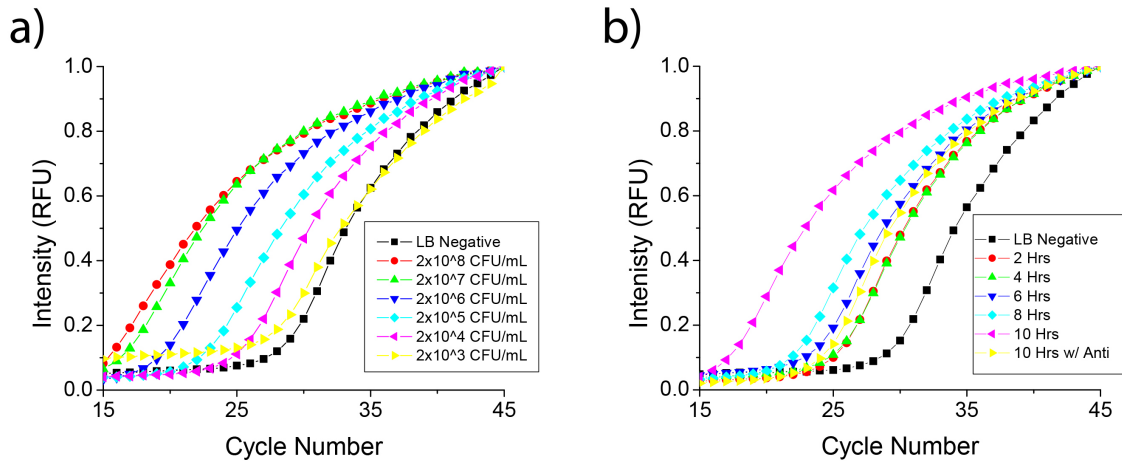 a)
1.0
0.8
0.6
0.4
0.2
0.0
Intensity (RFU)
15
25
35
45
Cycle Number
LB Negative
2x10^8 CFU/mL
2x10^7 CFU/mL
2x10^6 CFU/mL
2x10^5 CFU/mL
2x10^4 CFU/mL
2x10^3 CFU/mL
b)
1.0
0.8
0.6
0.4
0.2
0.0
Intenisty (RFU)
15
25
35
45
Cycle Number
LB Negative
2 Hrs
4 Hrs
6 Hrs
8 Hrs
10 Hrs
10 Hrs w/ Anti